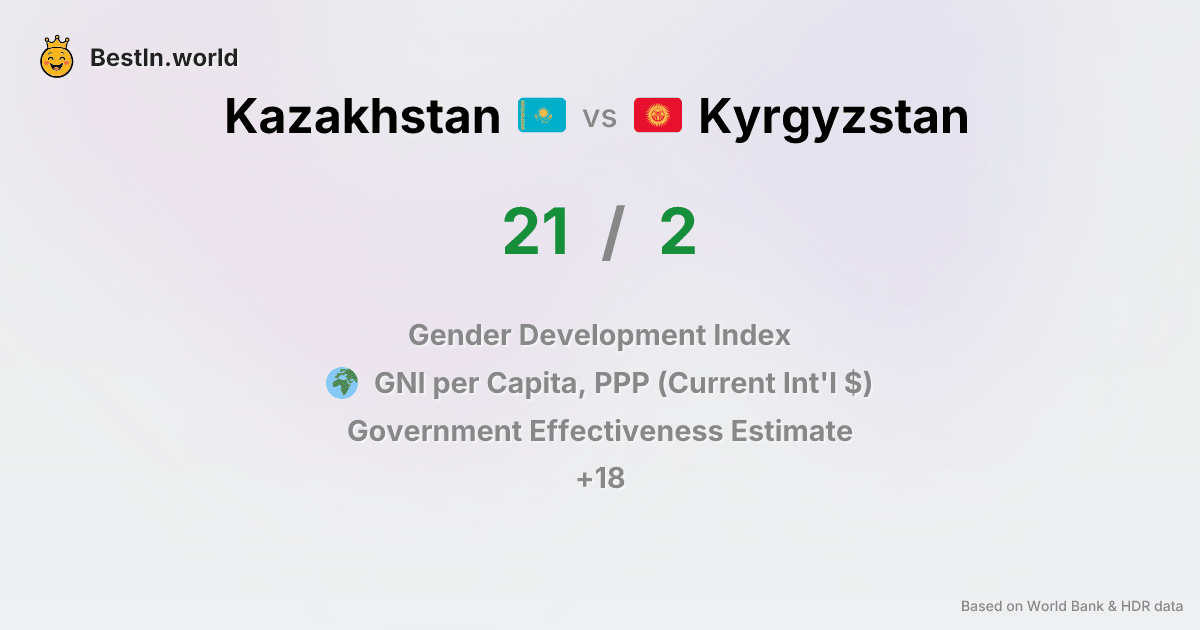 BestIn.world
Kazakhstan vs Kyrgyzstan
21 / 2
Gender Development Index
GNI per Capita, PPP (Current Int'l $)
Government Effectiveness Estimate
+18
Based on World Bank & HDR data